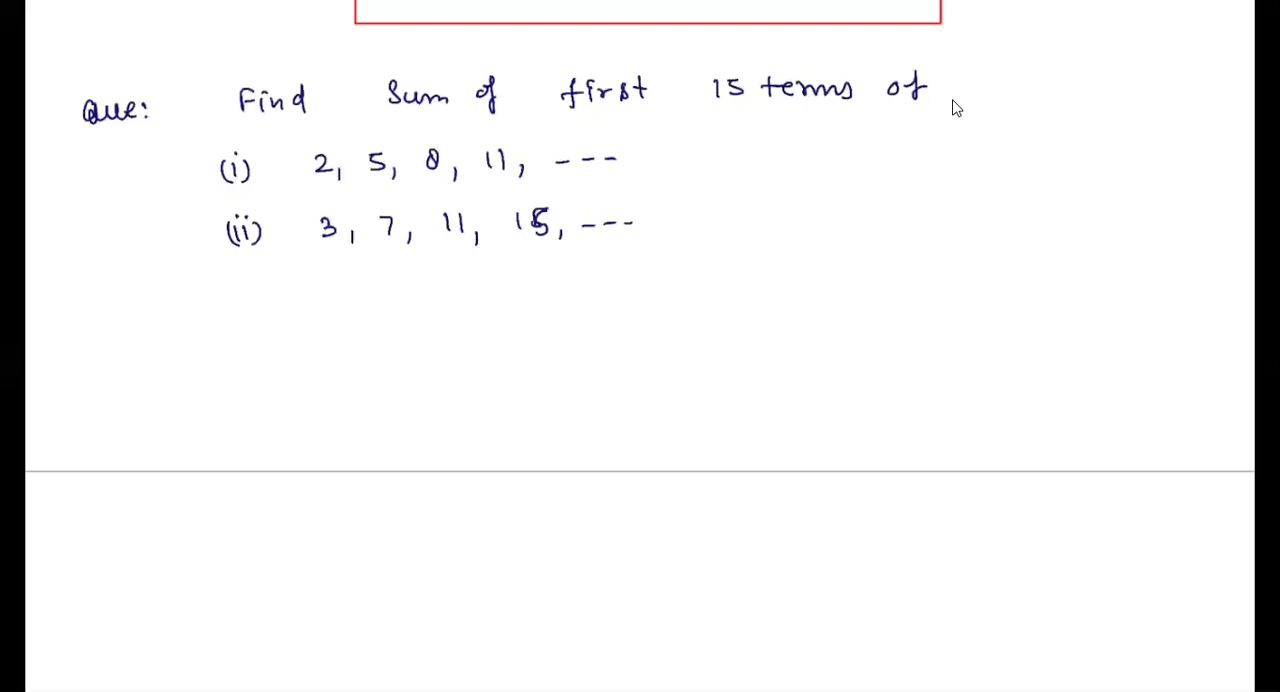 Que: Find Sum of first 15 terms of
(i) 2, 5, 8, 11, ---
(ii) 3, 7, 11, 15, ---